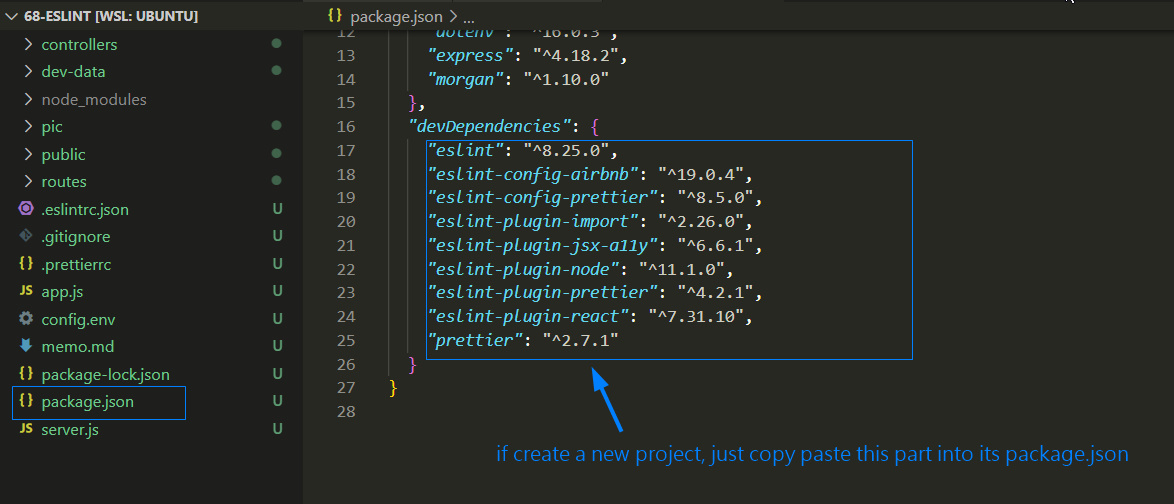 68-ESLINT [WSL: UBUNTU]
controllers
dev-data
node_modules
pic
public
routes
.eslintrc.json U
.gitignore U
{} .prettierrc U
JS app.js U
config.env U
memo.md U
{} package-lock.json U
{} package.json U
JS server.js U
{} package.json > ...
12 "dotenv": "^16.0.3",
13 "express": "^4.18.2",
14 "morgan": "^1.10.0"
15 },
16 "devDependencies": {
17 "eslint": "^8.25.0",
18 "eslint-config-airbnb": "^19.0.4",
19 "eslint-config-prettier": "^8.5.0",
20 "eslint-plugin-import": "^2.26.0",
21 "eslint-plugin-jsx-a11y": "^6.6.1",
22 "eslint-plugin-node": "^11.1.0",
23 "eslint-plugin-prettier": "^4.2.1",
24 "eslint-plugin-react": "^7.31.10",
25 "prettier": "^2.7.1"
26 }
27 }
28
if create a new project, just copy paste this part into its package.json